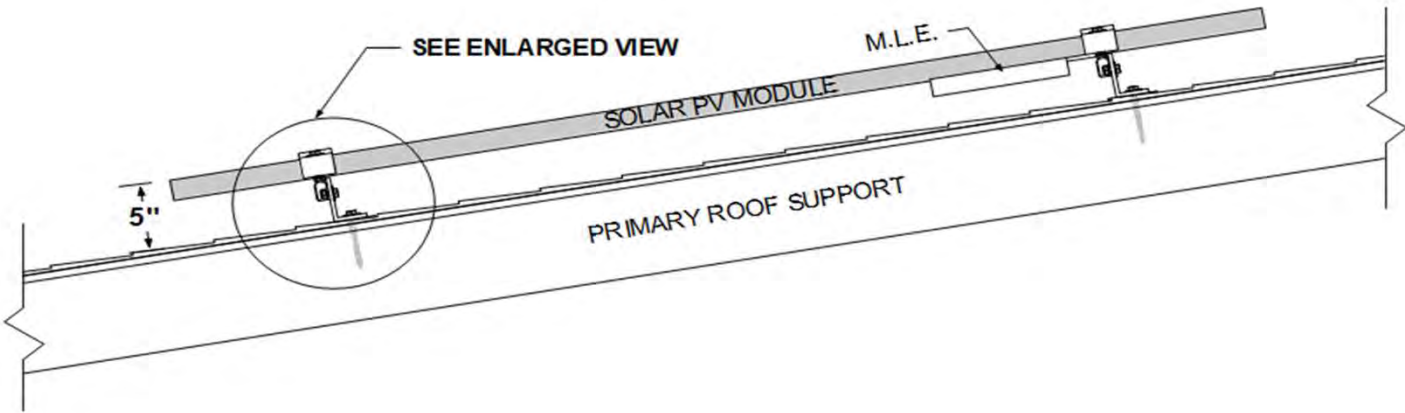 SEE ENLARGED VIEW
M.L.E.
SOLAR PV MODULE
5"
PRIMARY ROOF SUPPORT